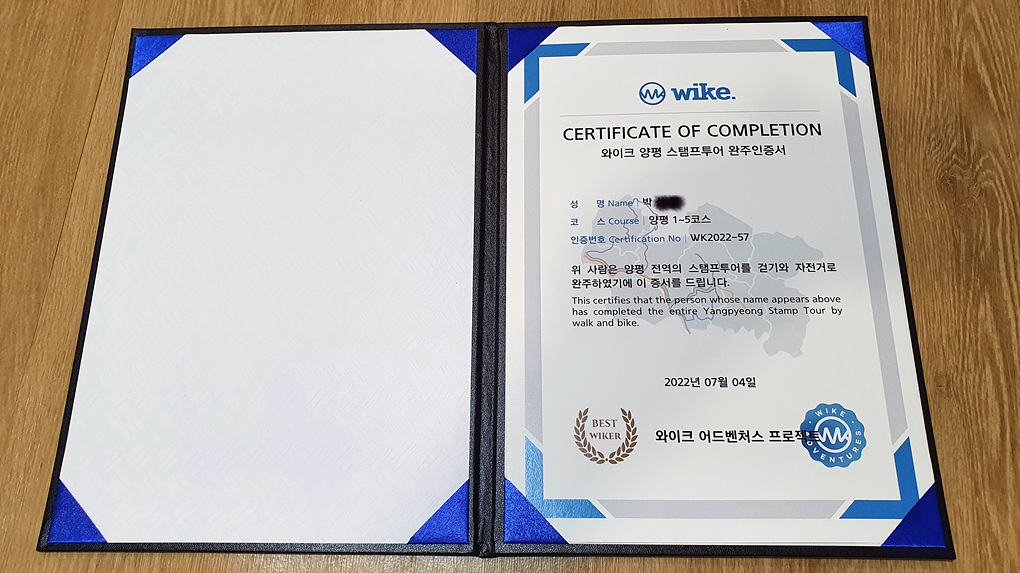 wike.
CERTIFICATE OF COMPLETION
와이크 양평 스탬프투어 완주인증서
성 명 Name | 박
코 스 Course | 양평 1~5코스
인증번호 Certification No | WK2022-57
위 사람은 양평 전역의 스탬프투어를 걷기와 자전거로
완주하였기에 이 증서를 드립니다.
This certifies that the person whose name appears above
has completed the entire Yangpyeong Stamp Tour by
walk and bike.
2022년 07월 04일
BEST
WIKER
와이크 어드벤처스 프로젝트
WIKE
ADVENTURES